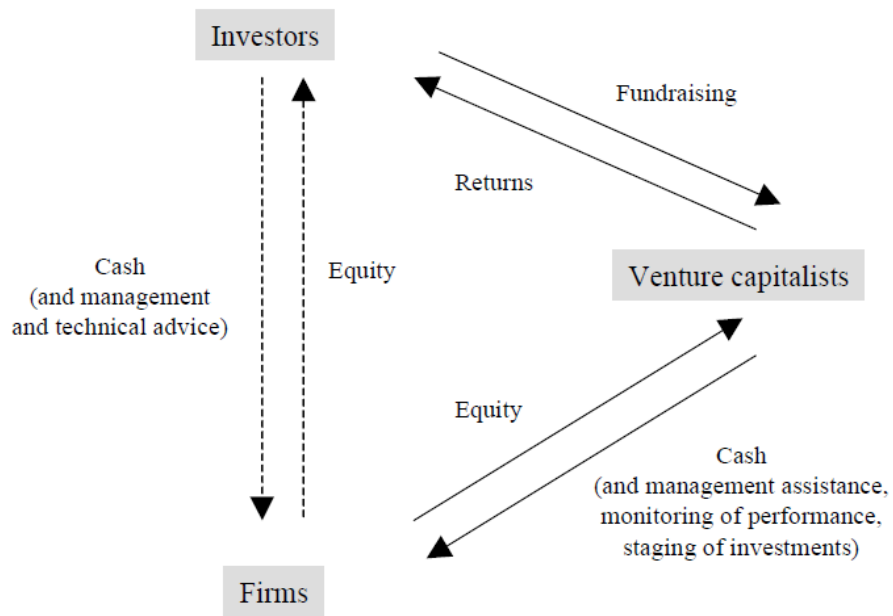 Investors
Fundraising
Returns
Cash
(and management
and technical advice)
Equity
Venture capitalists
Equity
Cash
(and management assistance,
monitoring of performance,
staging of investments)
Firms